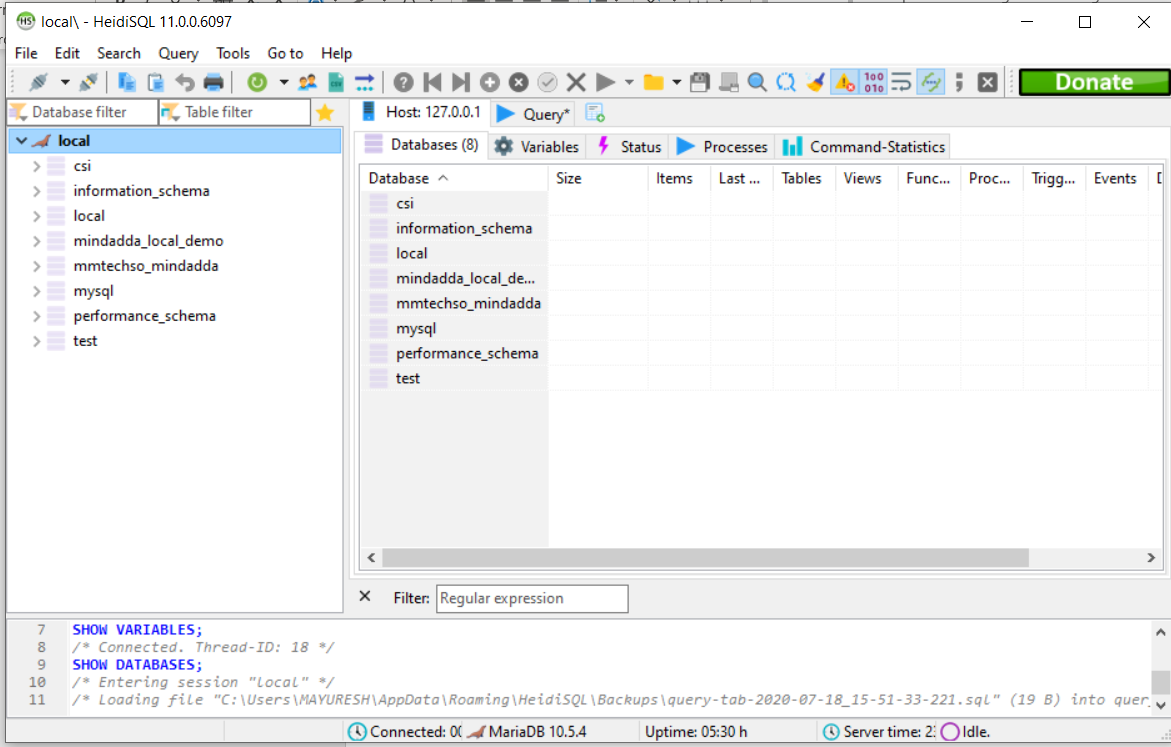 local\ - HeidiSQL 11.0.0.6097
File Edit Search Query Tools Go to Help
Donate
Database filter Table filter Host: 127.0.0.1 Query*
local
csi
information_schema
local
mindadda_local_demo
mmtechso_mindadda
mysql
performance_schema
test
Databases (8) Variables Status Processes Command-Statistics
Database Size Items Last ... Tables Views Func... Proc... Trigg... Events
csi
information_schema
local
mindadda_local_de...
mmtechso_mindadda
mysql
performance_schema
test
Filter: Regular expression
7 SHOW VARIABLES;
8 /* Connected. Thread-ID: 18 */
9 SHOW DATABASES;
10 /* Entering session "local" */
11 /* Loading file "C:\Users\MAYURESH\AppData\Roaming\HeidiSQL\Backups\query-tab-2020-07-18_15-51-33-221.sql" (19 B) into quer
Connected: 00 MariaDB 10.5.4 Uptime: 05:30 h Server time: 23 Idle.